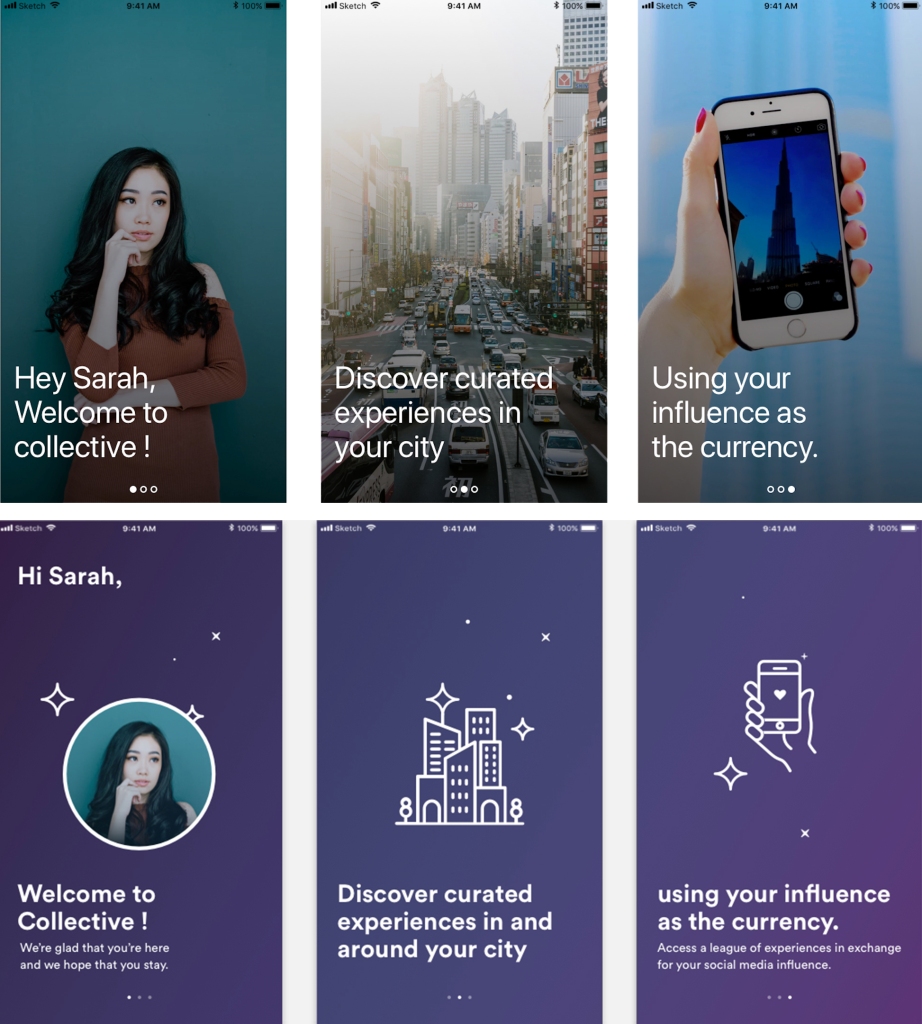 Sketch 9:41 AM 100%
Hey Sarah,
Welcome to
collective !
Sketch 9:41 AM 100%
Discover curated
experiences in
your city
Sketch 9:41 AM 100%
Using your
influence as
the currency.
Sketch 9:41 AM 100%
Hi Sarah,
Welcome to
Collective !
We're glad that you're here
and we hope that you stay.
Sketch 9:41 AM 100%
Discover curated
experiences in and
around your city
Sketch 9:41 AM 100%
using your influence
as the currency.
Access a league of experiences in exchange
for your social media influence.